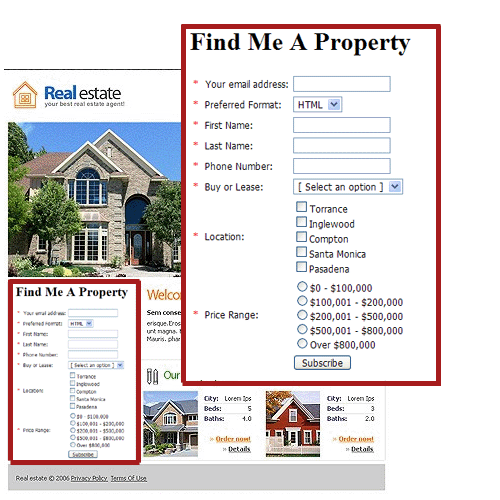 Find Me A Property
* Your email address:
* Preferred Format: HTML
* First Name:
* Last Name:
* Phone Number:
* Buy or Lease: [ Select an option ]
* Location:
Torrance
Inglewood
Compton
Santa Monica
Pasadena
* Price Range:
$0 - $100,000
$100,001 - $200,000
$200,001 - $500,000
$500,001 - $800,000
Over $800,000
Subscribe
Real estate
your best real estate agent!
Find Me A Property
* Your email address:
* Preferred Format: HTML
* First Name:
* Last Name:
* Phone Number:
* Buy or Lease: [ Select an option ]
* Location:
Torrance
Inglewood
Compton
Santa Monica
Pasadena
* Price Range:
$0 - $100,000
$100,001 - $200,000
$200,001 - $500,000
$500,001 - $800,000
Over $800,000
Subscribe
Welcom
Sem conse
erisque.Eros
unt magna.
Mauris. phar
Our
City: Lorem Ips
Beds: 5
Baths: 4.0
» Order now!
» Details
City: Lorem Ips
Beds: 3
Baths: 2.0
» Order now!
» Details
Real estate © 2006 Privacy Policy Terms Of Use